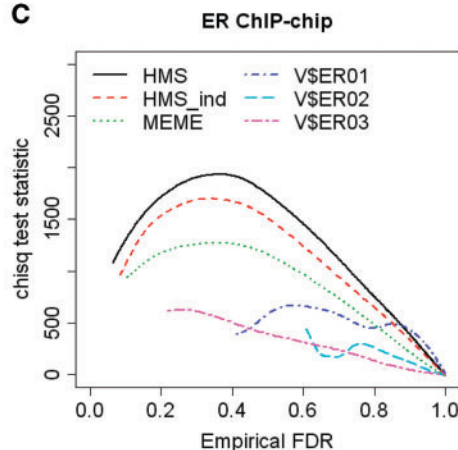 C
ER ChIP-chip
HMS
HMS_ind
MEME
V$ER01
V$ER02
V$ER03
chisq test statistic
2500
1500
500
0
0.0 0.2 0.4 0.6 0.8 1.0
Empirical FDR